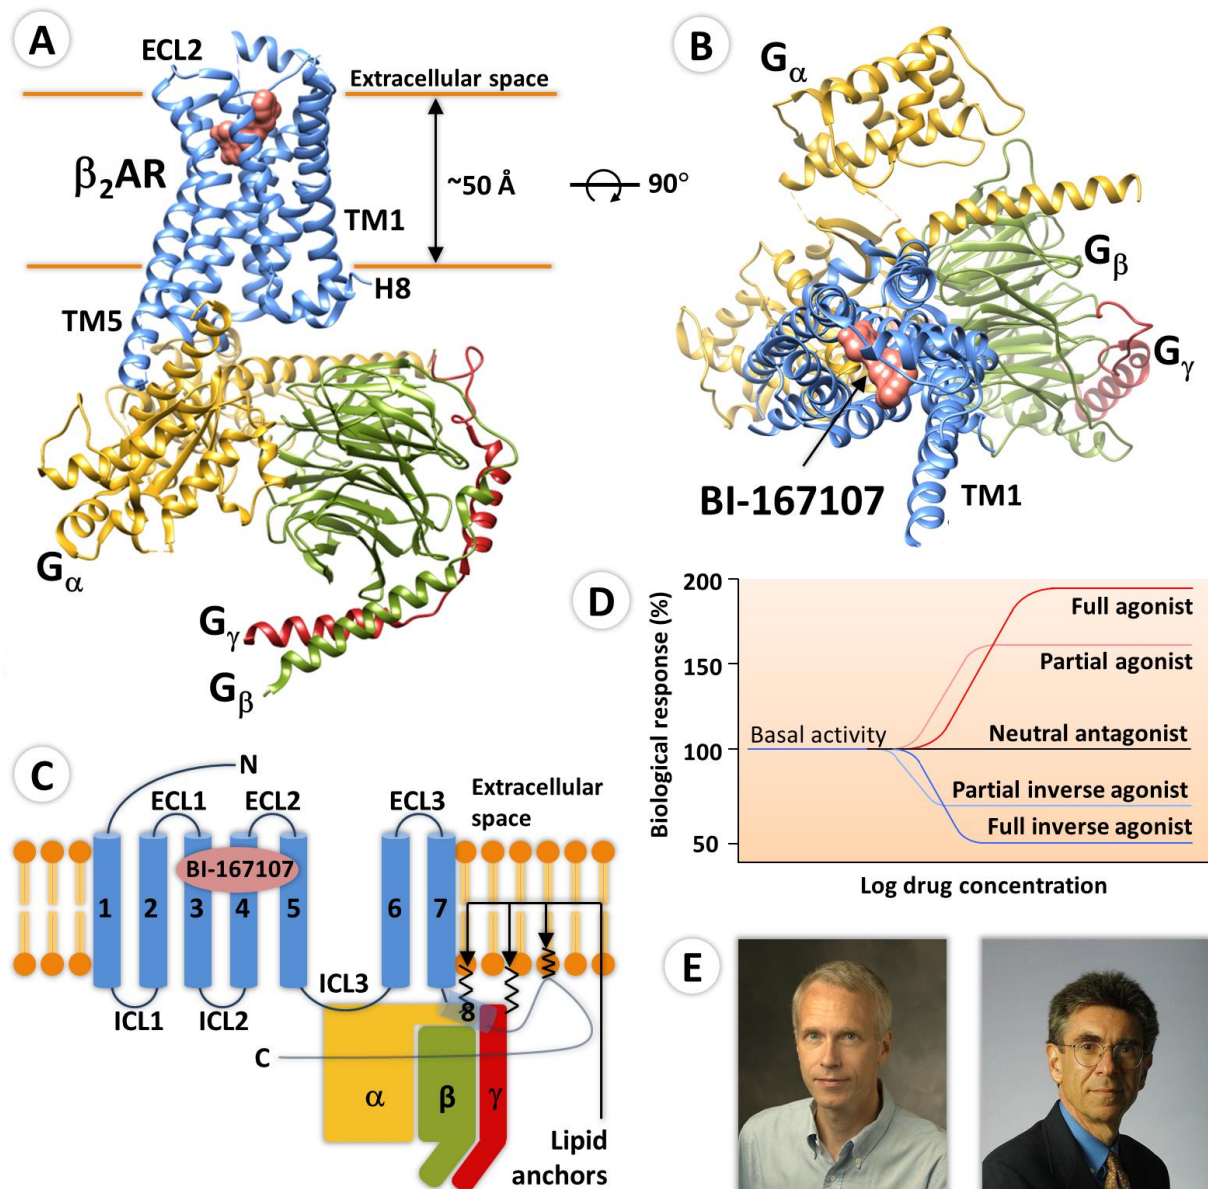 A
ECL2
Extracellular space
β₂AR
~50 Å
TM1
H8
TM5
Gα
Gγ
Gβ
90°
B
Gα
Gβ
Gγ
BI-167107
TM1
C
N
ECL1
ECL2
ECL3
Extracellular
space
BI-167107
1
2
3
4
5
6
7
ICL3
ICL1
ICL2
8
C
α
β
γ
Lipid
anchors
D
Biological response (%)
200
150
100
50
Full agonist
Partial agonist
Basal activity
Neutral antagonist
Partial inverse agonist
Full inverse agonist
Log drug concentration
E